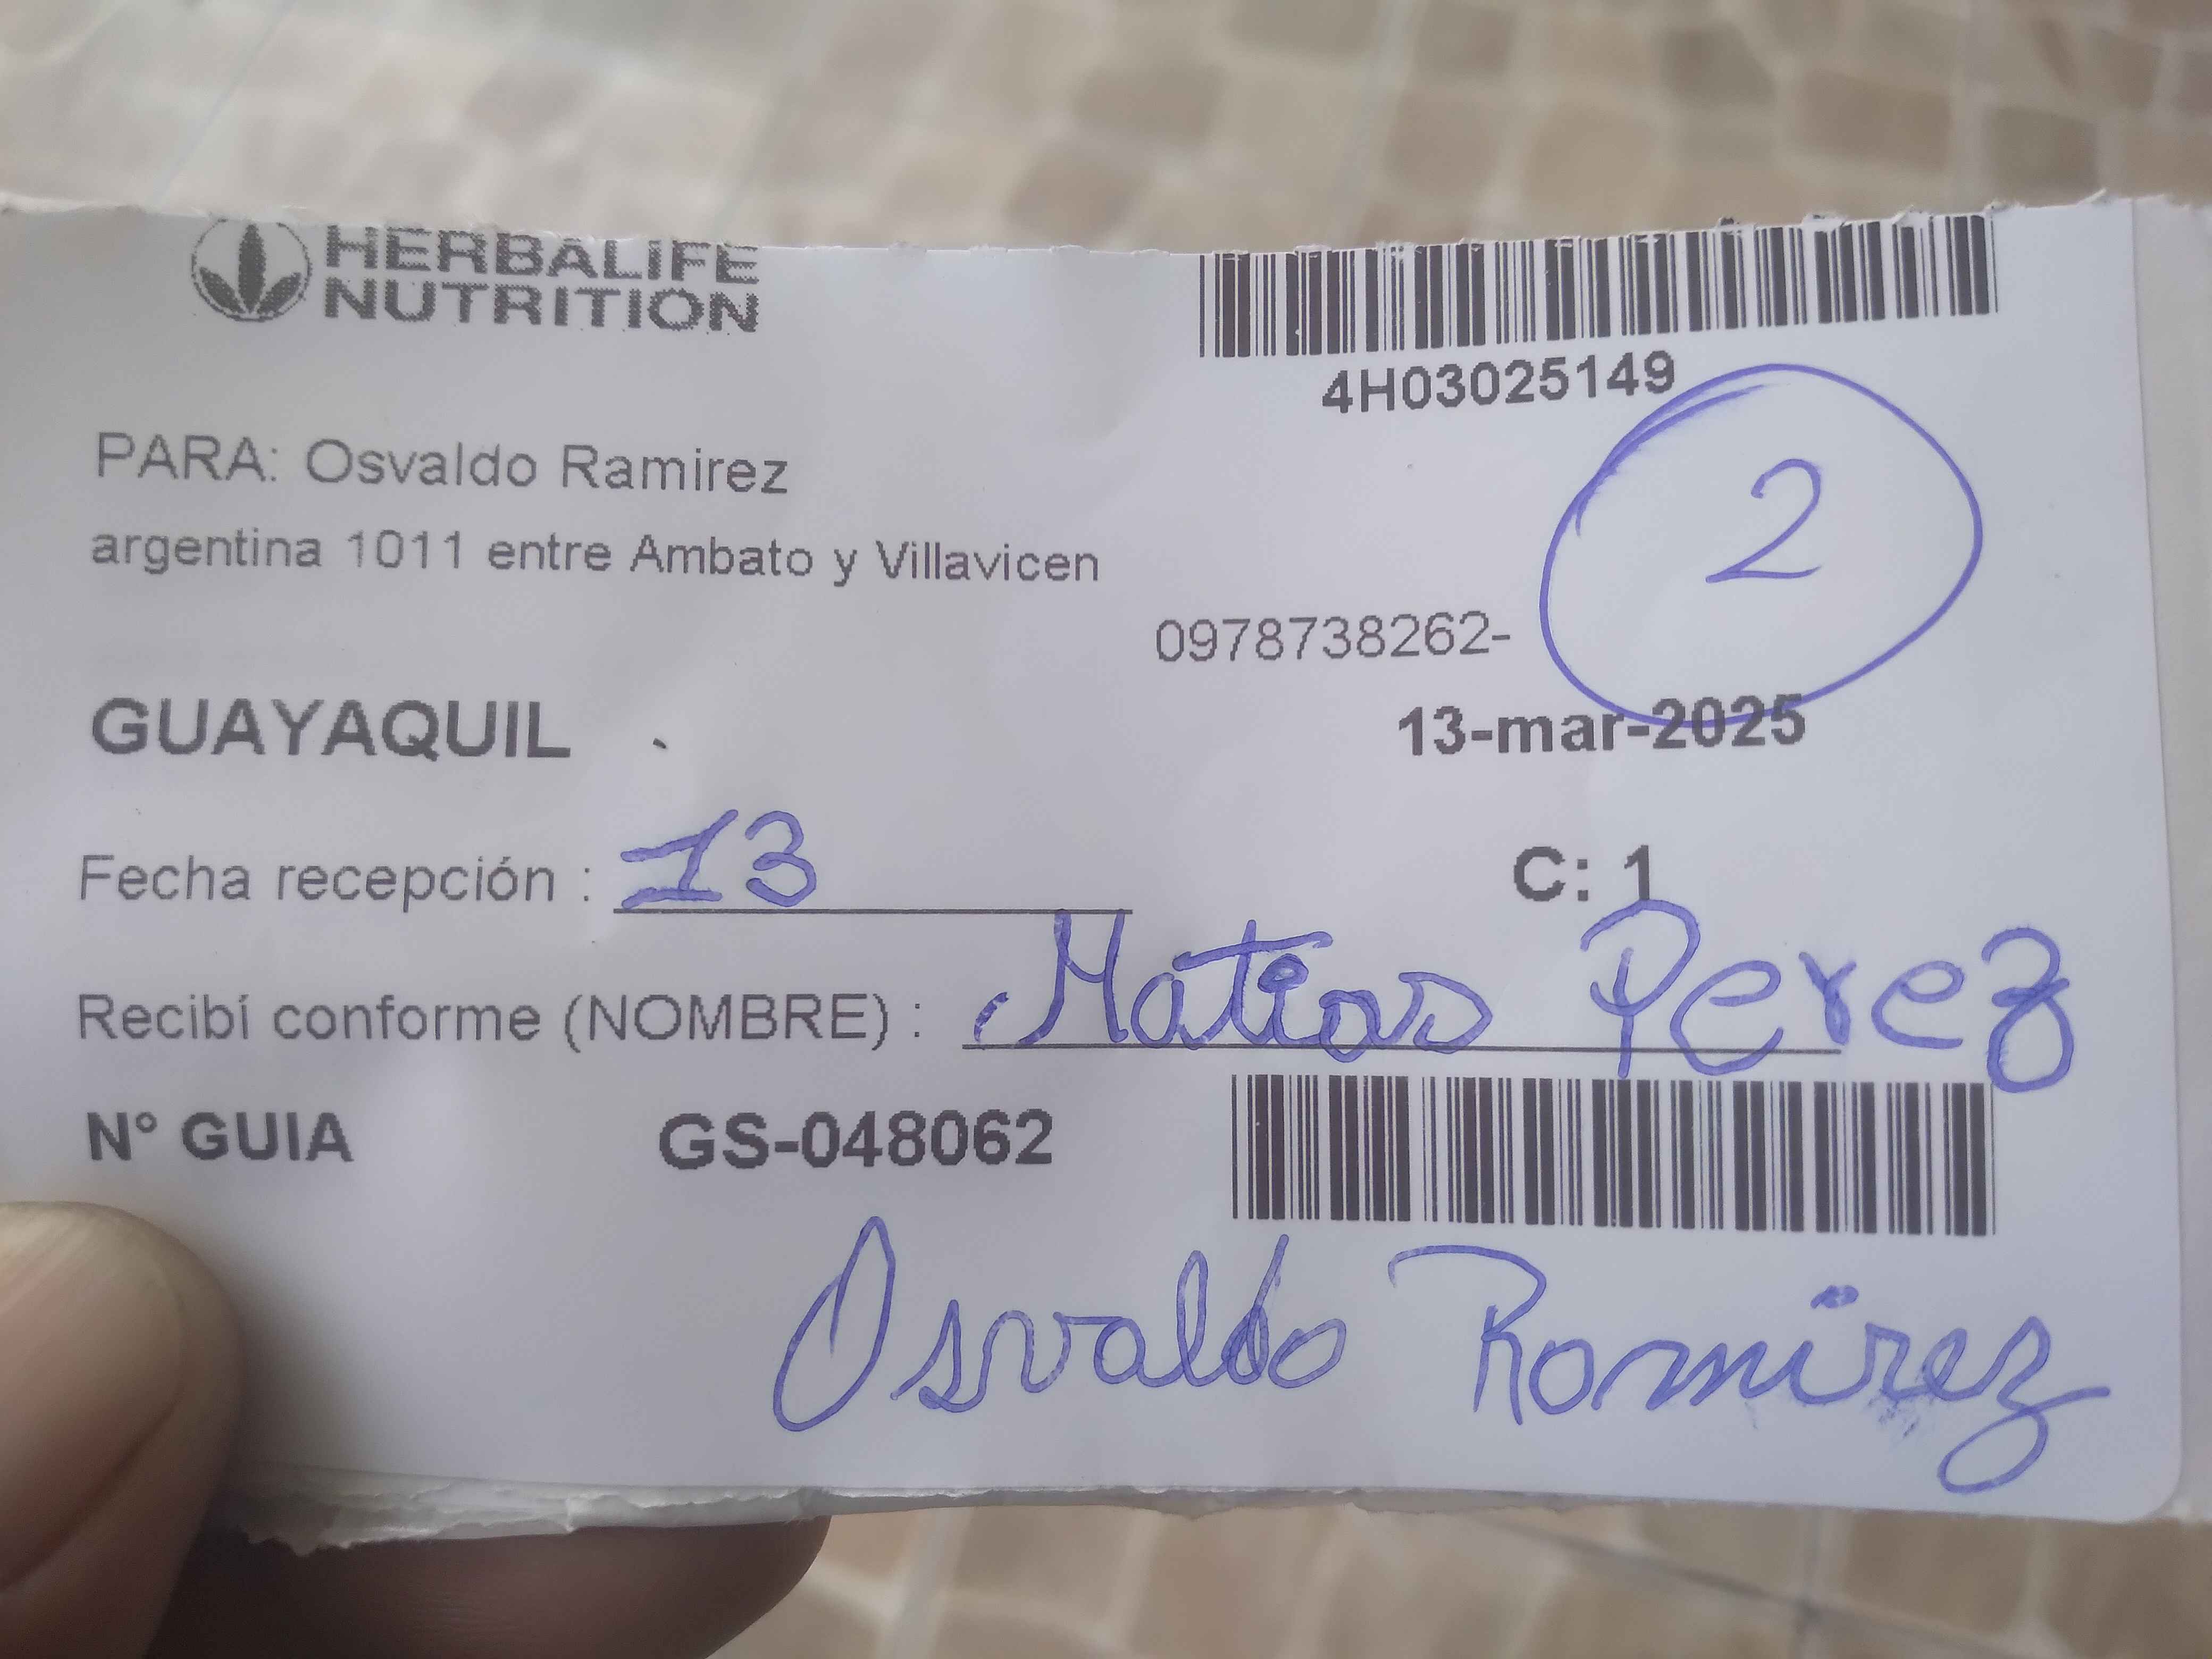 HERBALIFE
NUTRITION
4H03025149
2
PARA: Osvaldo Ramirez
argentina 1011 entre Ambato y Villavicen
0978738262-
GUAYAQUIL
13-mar-2025
Fecha recepción : 13
C: 1
Recibí conforme (NOMBRE) : Matias Perez
N° GUIA GS-048062
Osvaldo Ramirez